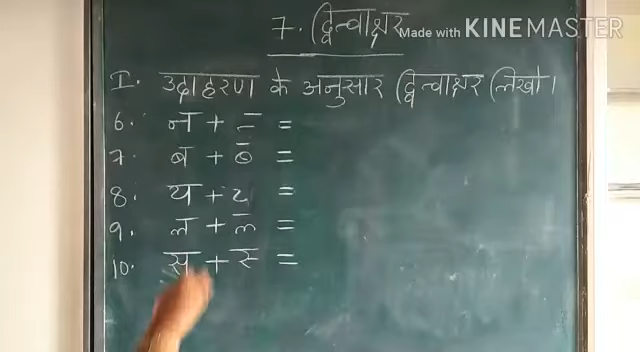 7. द्वित्वाक्षर
Made with KINEMASTER
I. उदाहरण के अनुसार द्वित्वाक्षर लिखो।
6. न + न =
7. ब + ब =
8. य + य =
9. ल + ल =
10. स + स =